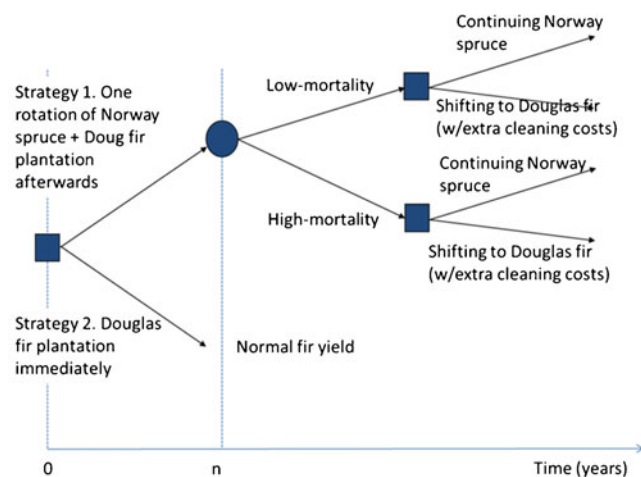 Strategy 1. One
rotation of Norway
spruce + Doug fir
plantation
afterwards
Low-mortality
Continuing Norway
spruce
Shifting to Douglas fir
(w/extra cleaning costs)
High-mortality
Continuing Norway
spruce
Shifting to Douglas fir
(w/extra cleaning costs)
Strategy 2. Douglas
fir plantation
immediately
Normal fir yield
0
n
Time (years)